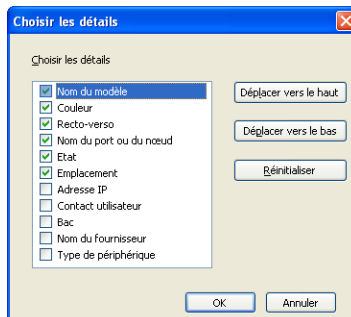 Choisir les détails
Choisir les détails
Nom du modèle
Couleur
Recto-verso
Nom du port ou du nœud
Etat
Emplacement
Adresse IP
Contact utilisateur
Bac
Nom du fournisseur
Type de périphérique
Déplacer vers le haut
Déplacer vers le bas
Réinitialiser
OK
Annuler